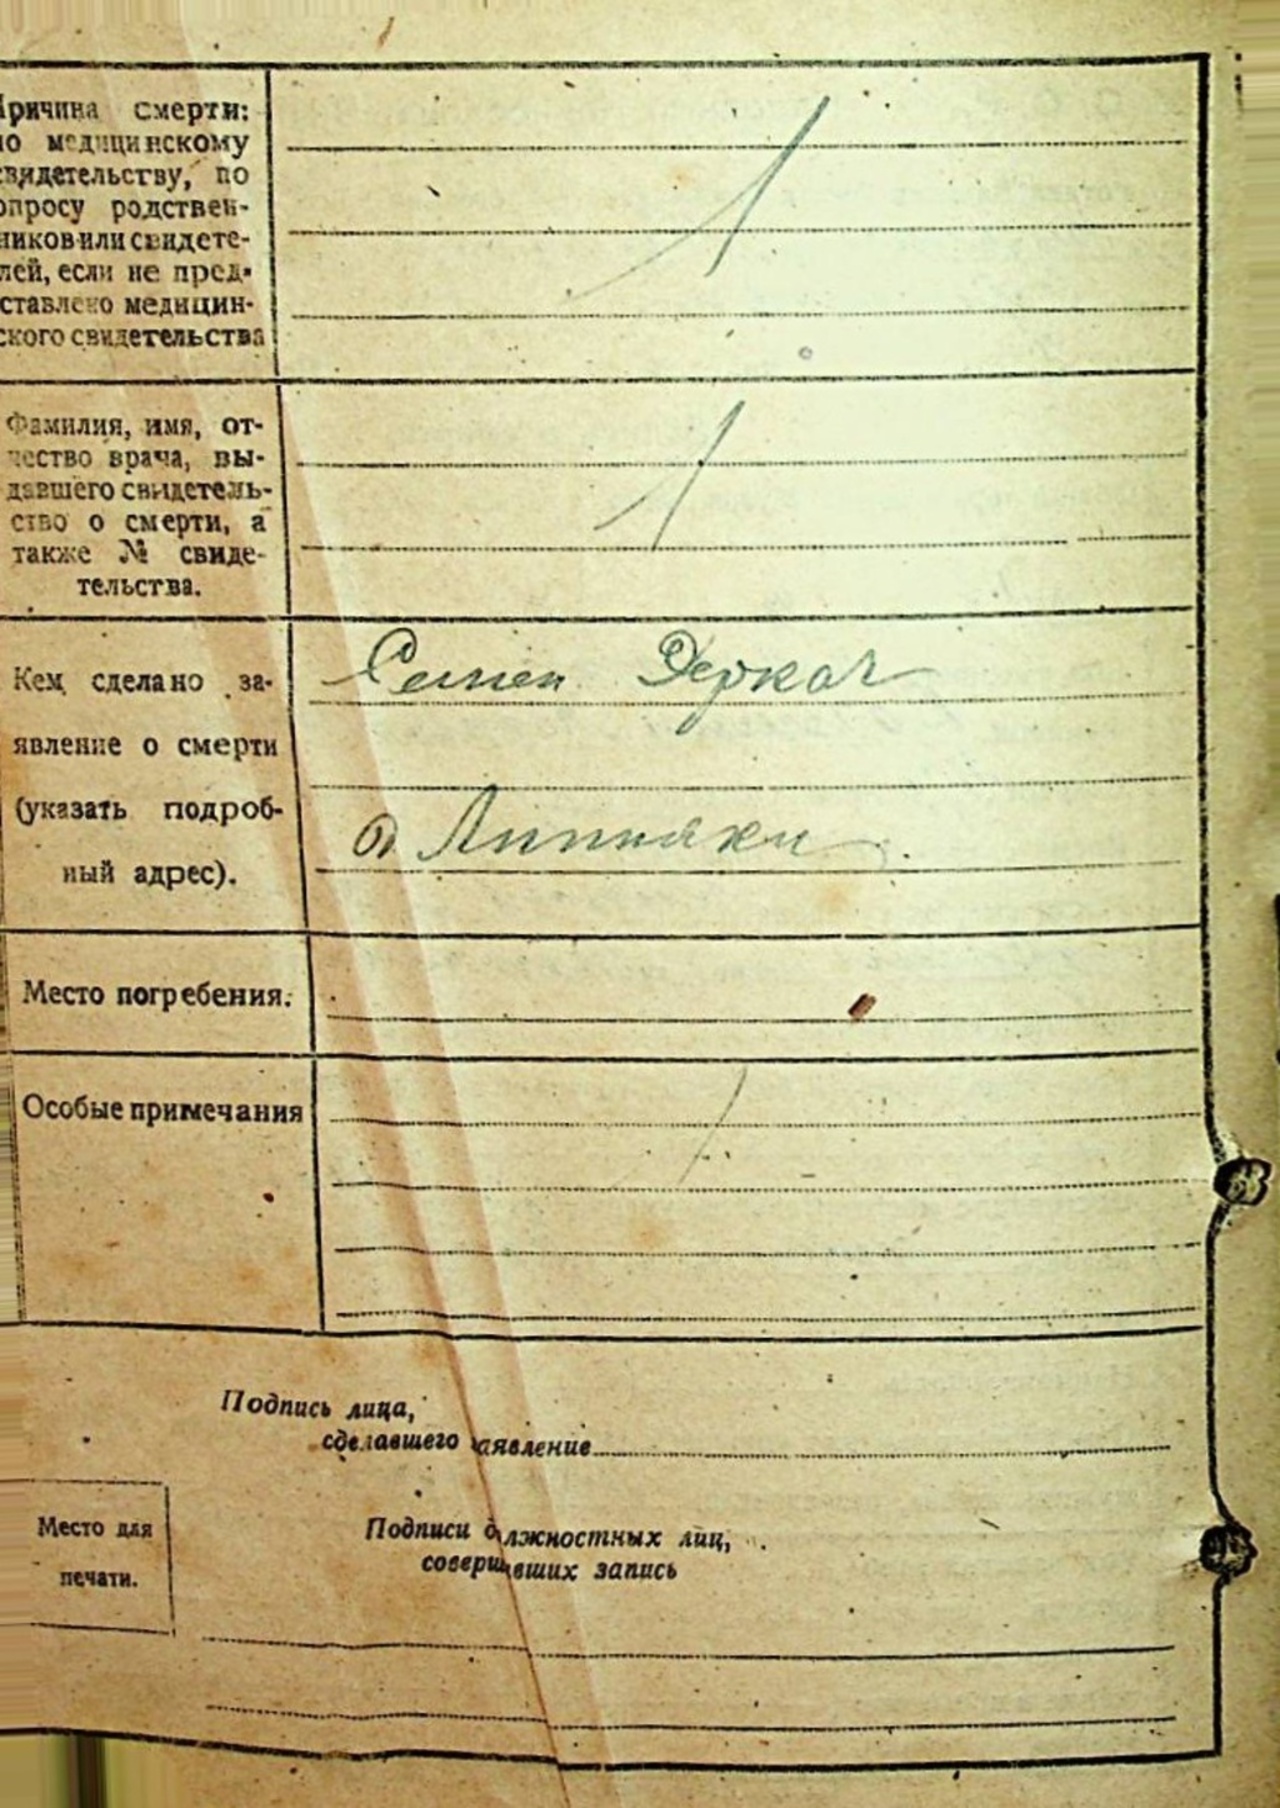 Причина смерти:
по медицинскому
свидетельству, по
опросу родствен-
ников или свидете-
лей, если не пред-
ставлено медицин-
ского свидетельства
Фамилия, имя, от-
чество врача, вы-
давшего свидетель-
ство о смерти, а
также № свиде-
тельства.
Кем сделано за-
явление о смерти
(указать подроб-
ный адрес).
Семен Деркач
д Липняки
Место погребения.
Особые примечания
Подпись лица,
сделавшего заявление
Место для
печати.
Подписи должностных лиц,
совершивших запись